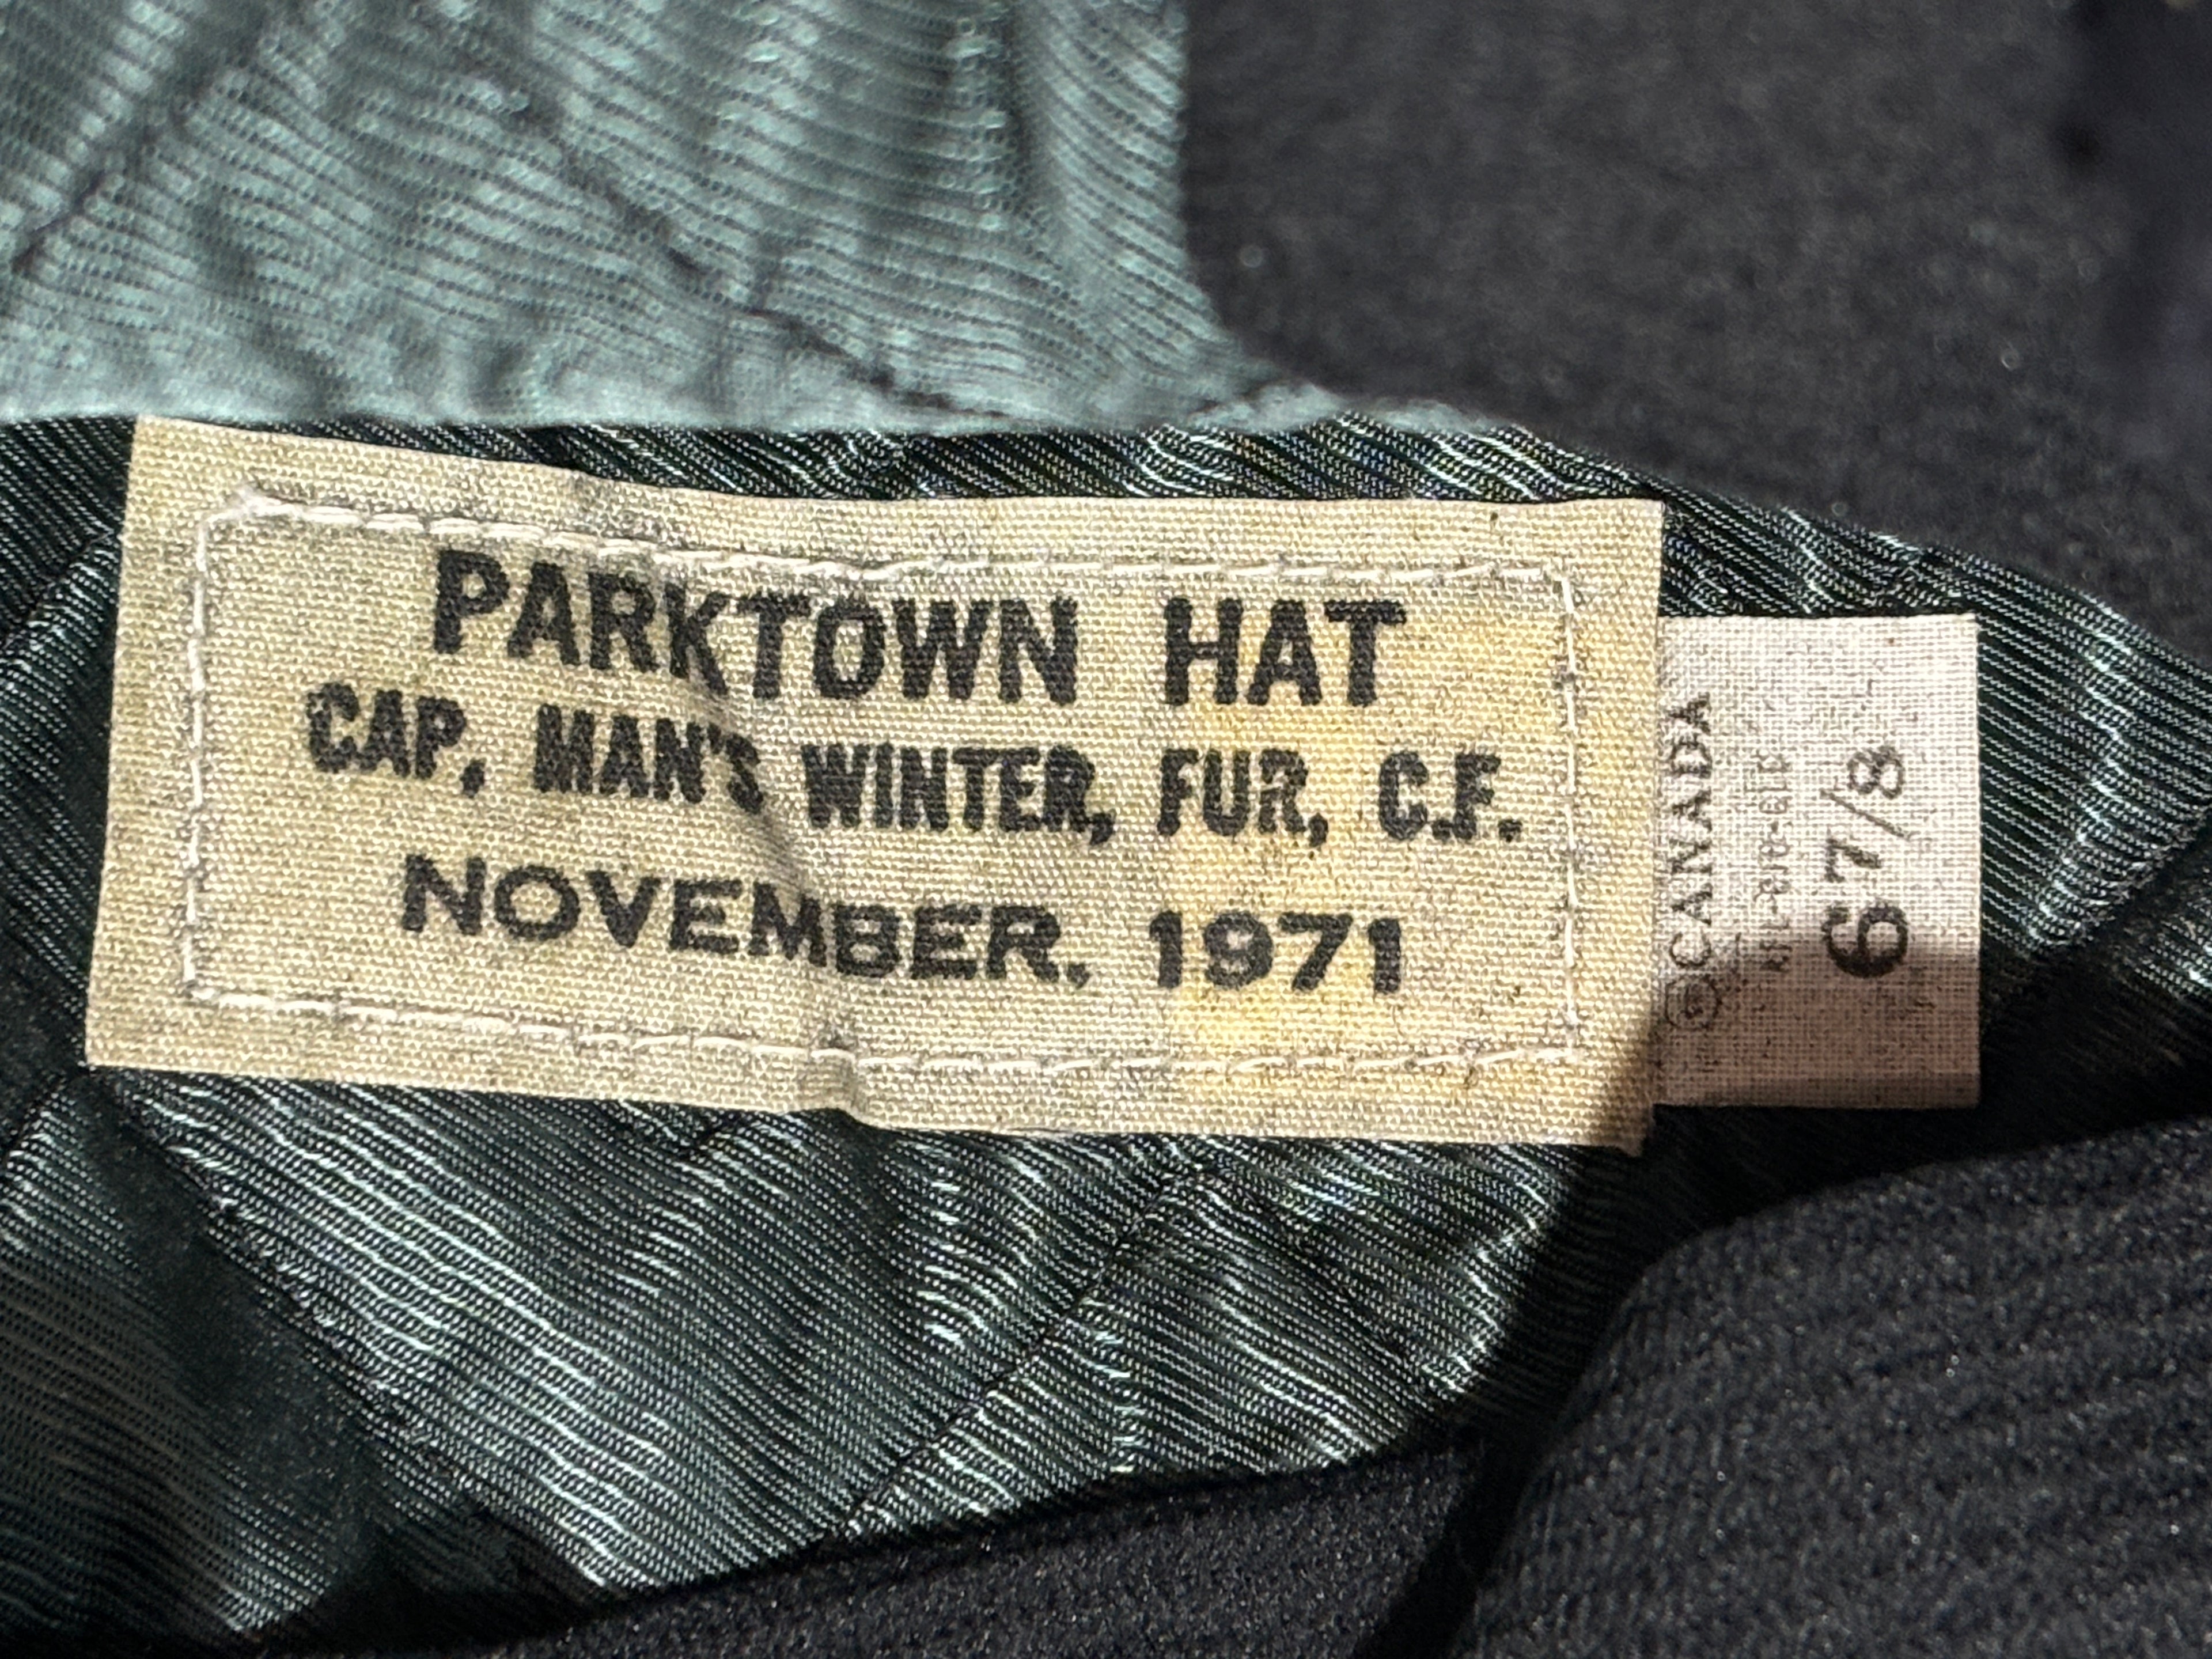 PARKTOWN HAT
CAP, MAN'S WINTER, FUR, C.F.
NOVEMBER, 1971
® CANADA
6 7/8